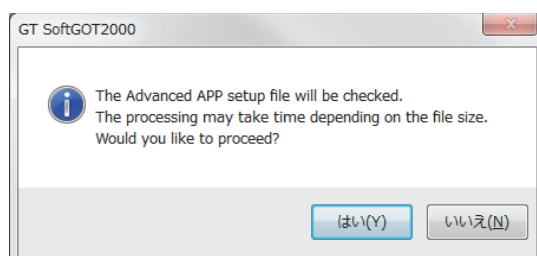 GT SoftGOT2000
The Advanced APP setup file will be checked.
The processing may take time depending on the file size.
Would you like to proceed?
はい(Y)
いいえ(N)